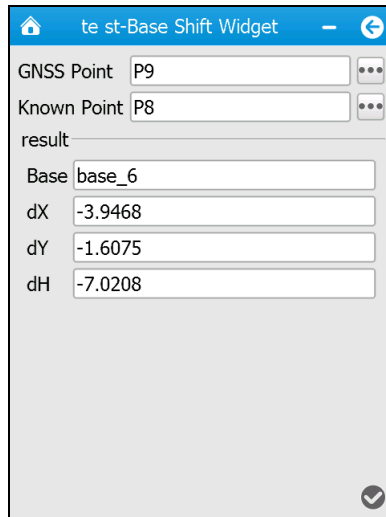 te st-Base Shift Widget
GNSS Point P9
Known Point P8
result
Base base_6
dX -3.9468
dY -1.6075
dH -7.0208